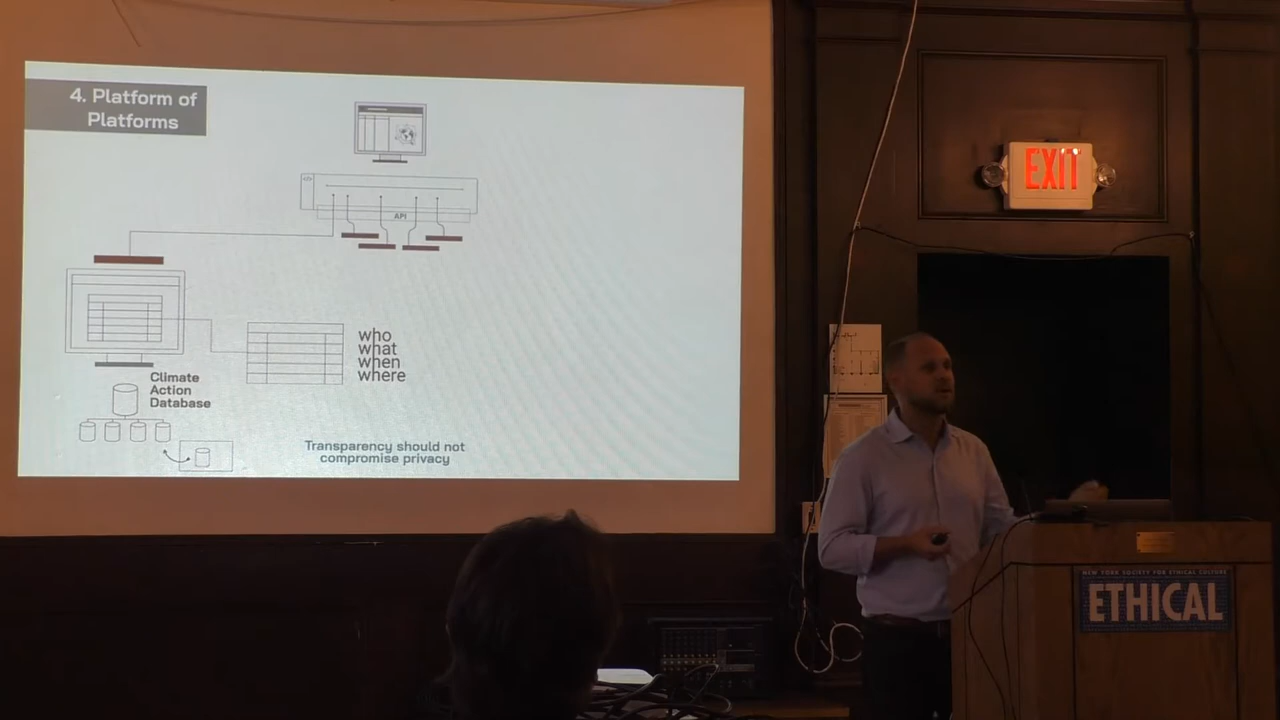 4. Platform of
Platforms
</>
API
who
what
when
where
Climate
Action
Database
Transparency should not
compromise privacy
EXIT
NEW YORK SOCIETY FOR ETHICAL CULTURE
ETHICAL